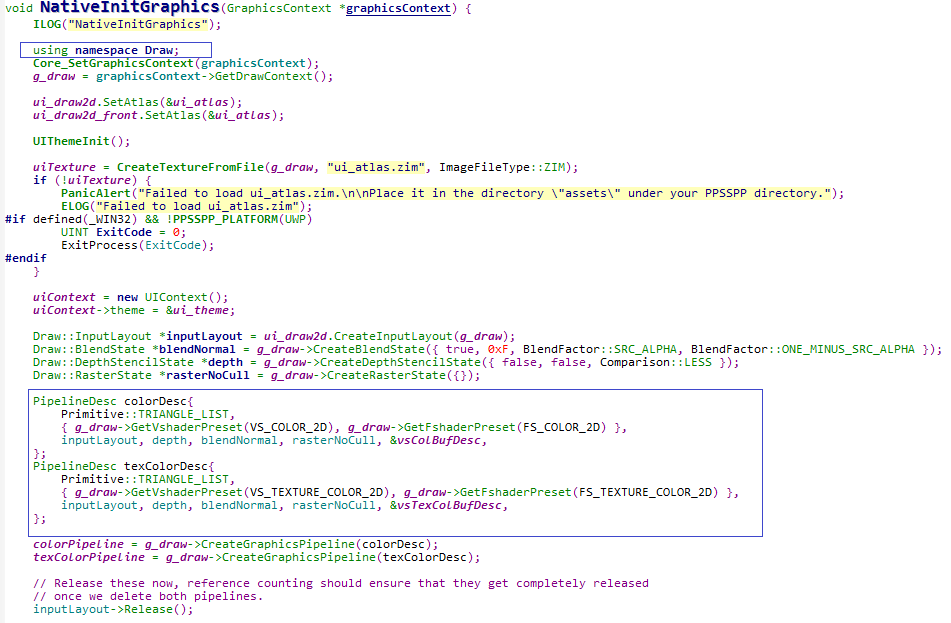 void NativeInitGraphics(GraphicsContext *graphicsContext) {
    ILOG("NativeInitGraphics");

    using namespace Draw;
    Core_SetGraphicsContext(graphicsContext);
    g_draw = graphicsContext->GetDrawContext();

    ui_draw2d.SetAtlas(&ui_atlas);
    ui_draw2d_front.SetAtlas(&ui_atlas);

    UIThemeInit();

    uiTexture = CreateTextureFromFile(g_draw, "ui_atlas.zim", ImageFileType::ZIM);
    if (!uiTexture) {
        PanicAlert("Failed to load ui_atlas.zim.\n\nPlace it in the directory \"assets\" under your PPSSPP directory.");
        ELOG("Failed to load ui_atlas.zim");
#if defined(_WIN32) && !PPSSPP_PLATFORM(UWP)
        UINT ExitCode = 0;
        ExitProcess(ExitCode);
#endif
    }

    uiContext = new UIContext();
    uiContext->theme = &ui_theme;

    Draw::InputLayout *inputLayout = ui_draw2d.CreateInputLayout(g_draw);
    Draw::BlendState *blendNormal = g_draw->CreateBlendState({ true, 0xF, BlendFactor::SRC_ALPHA, BlendFactor::ONE_MINUS_SRC_ALPHA });
    Draw::DepthStencilState *depth = g_draw->CreateDepthStencilState({ false, false, Comparison::LESS });
    Draw::RasterState *rasterNoCull = g_draw->CreateRasterState({});

    PipelineDesc colorDesc{
        Primitive::TRIANGLE_LIST,
        { g_draw->GetVshaderPreset(VS_COLOR_2D), g_draw->GetFshaderPreset(FS_COLOR_2D) },
        inputLayout, depth, blendNormal, rasterNoCull, &vsColBufDesc,
    };
    PipelineDesc texColorDesc{
        Primitive::TRIANGLE_LIST,
        { g_draw->GetVshaderPreset(VS_TEXTURE_COLOR_2D), g_draw->GetFshaderPreset(FS_TEXTURE_COLOR_2D) },
        inputLayout, depth, blendNormal, rasterNoCull, &vsTexColBufDesc,
    };

    colorPipeline = g_draw->CreateGraphicsPipeline(colorDesc);
    texColorPipeline = g_draw->CreateGraphicsPipeline(texColorDesc);

    // Release these now, reference counting should ensure that they get completely released
    // once we delete both pipelines.
    inputLayout->Release();